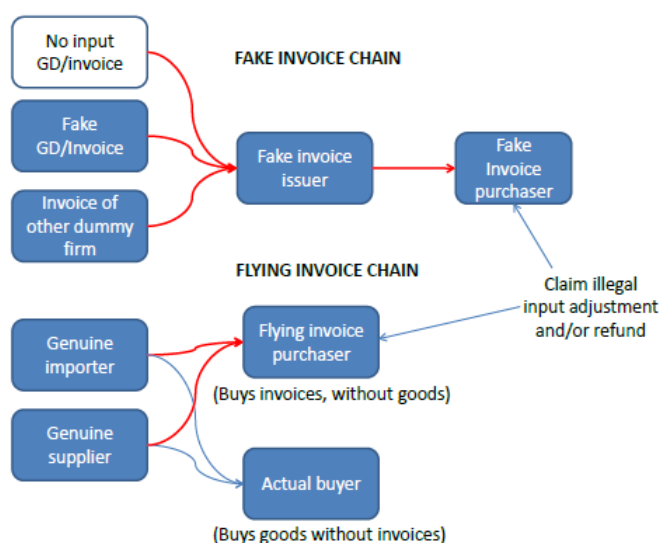 No input
GD/invoice
FAKE INVOICE CHAIN
Fake
GD/Invoice
Fake invoice
issuer
Fake
Invoice
purchaser
Invoice of
other dummy
firm
FLYING INVOICE CHAIN
Claim illegal
input adjustment
and/or refund
Genuine
importer
Flying invoice
purchaser
(Buys invoices, without goods)
Genuine
supplier
Actual buyer
(Buys goods without invoices)